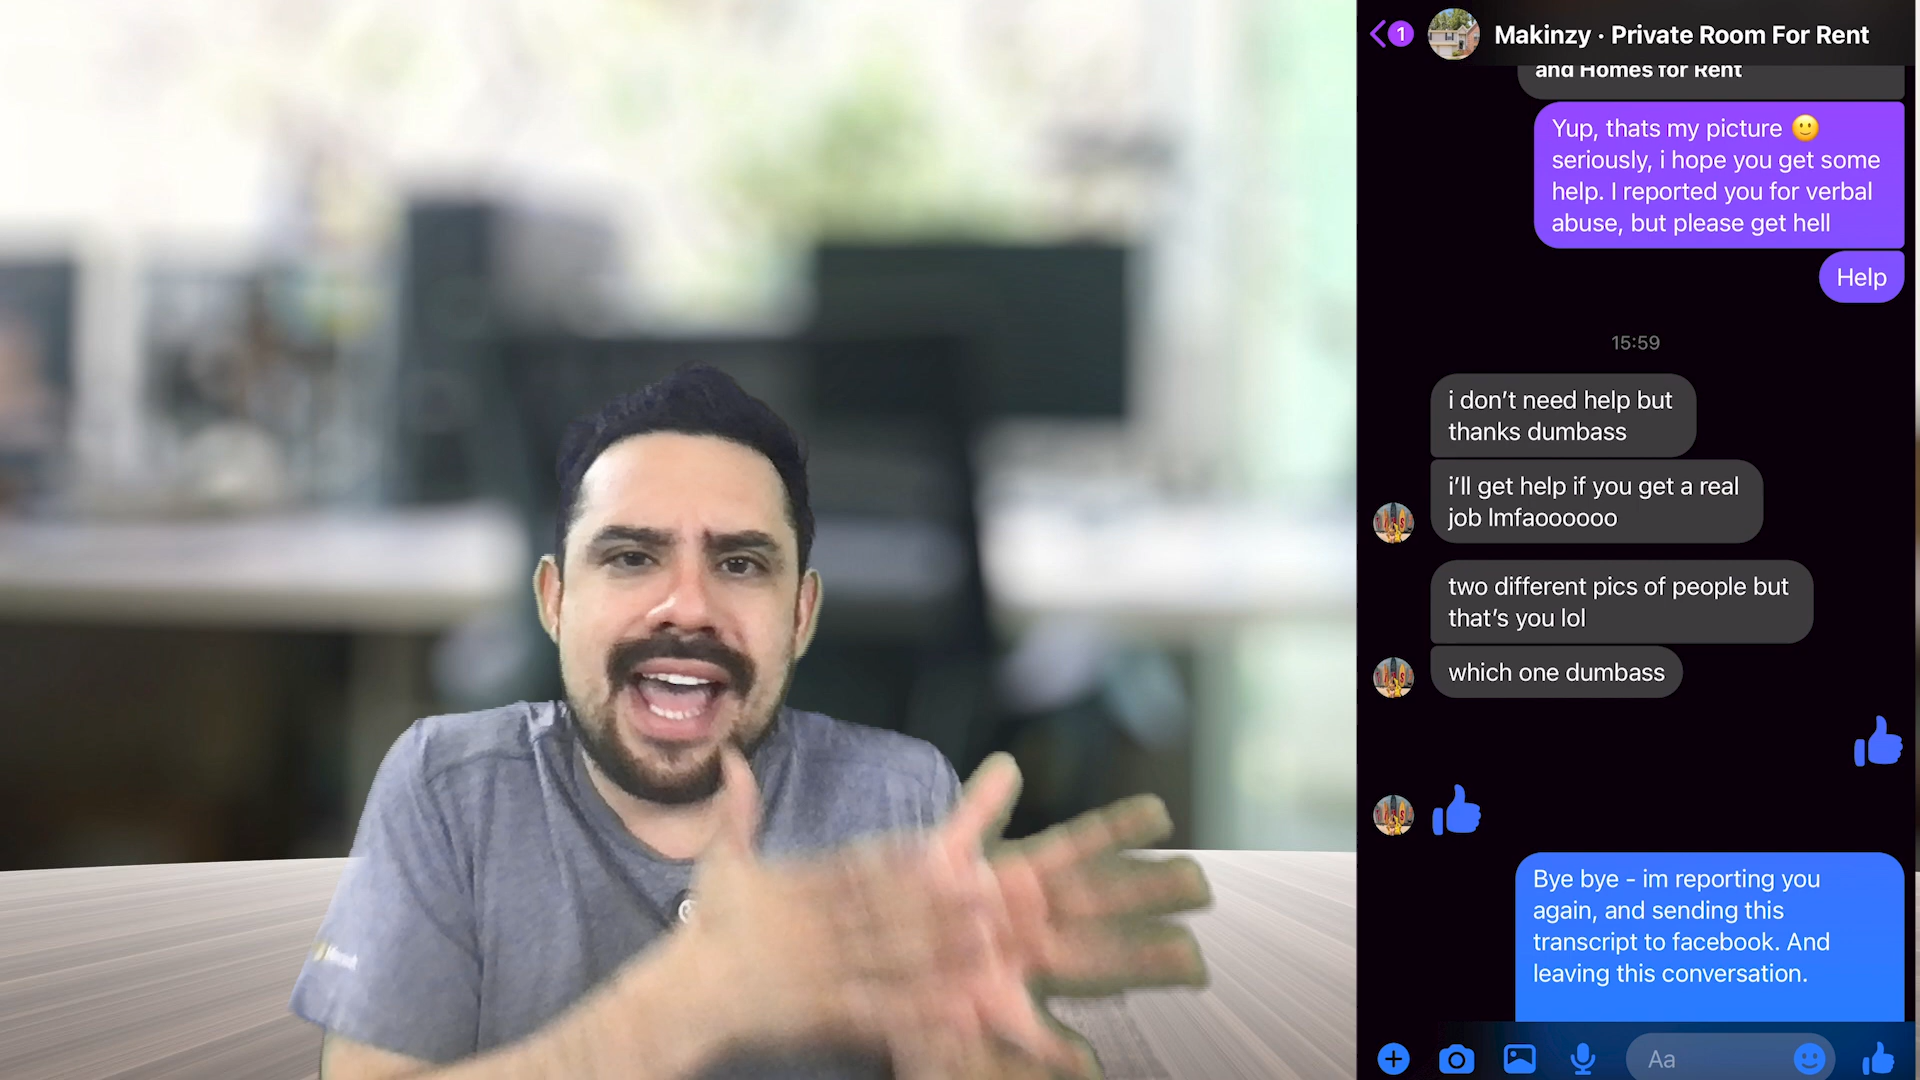 1
Makinzy · Private Room For Rent
and Homes for Rent
Yup, thats my picture 🙂
seriously, i hope you get some
help. I reported you for verbal
abuse, but please get hell
Help
15:59
i don’t need help but
thanks dumbass
i’ll get help if you get a real
job lmfaoooooo
two different pics of people but
that’s you lol
which one dumbass
Bye bye - im reporting you
again, and sending this
transcript to facebook. And
leaving this conversation.
Aa
Microsoft